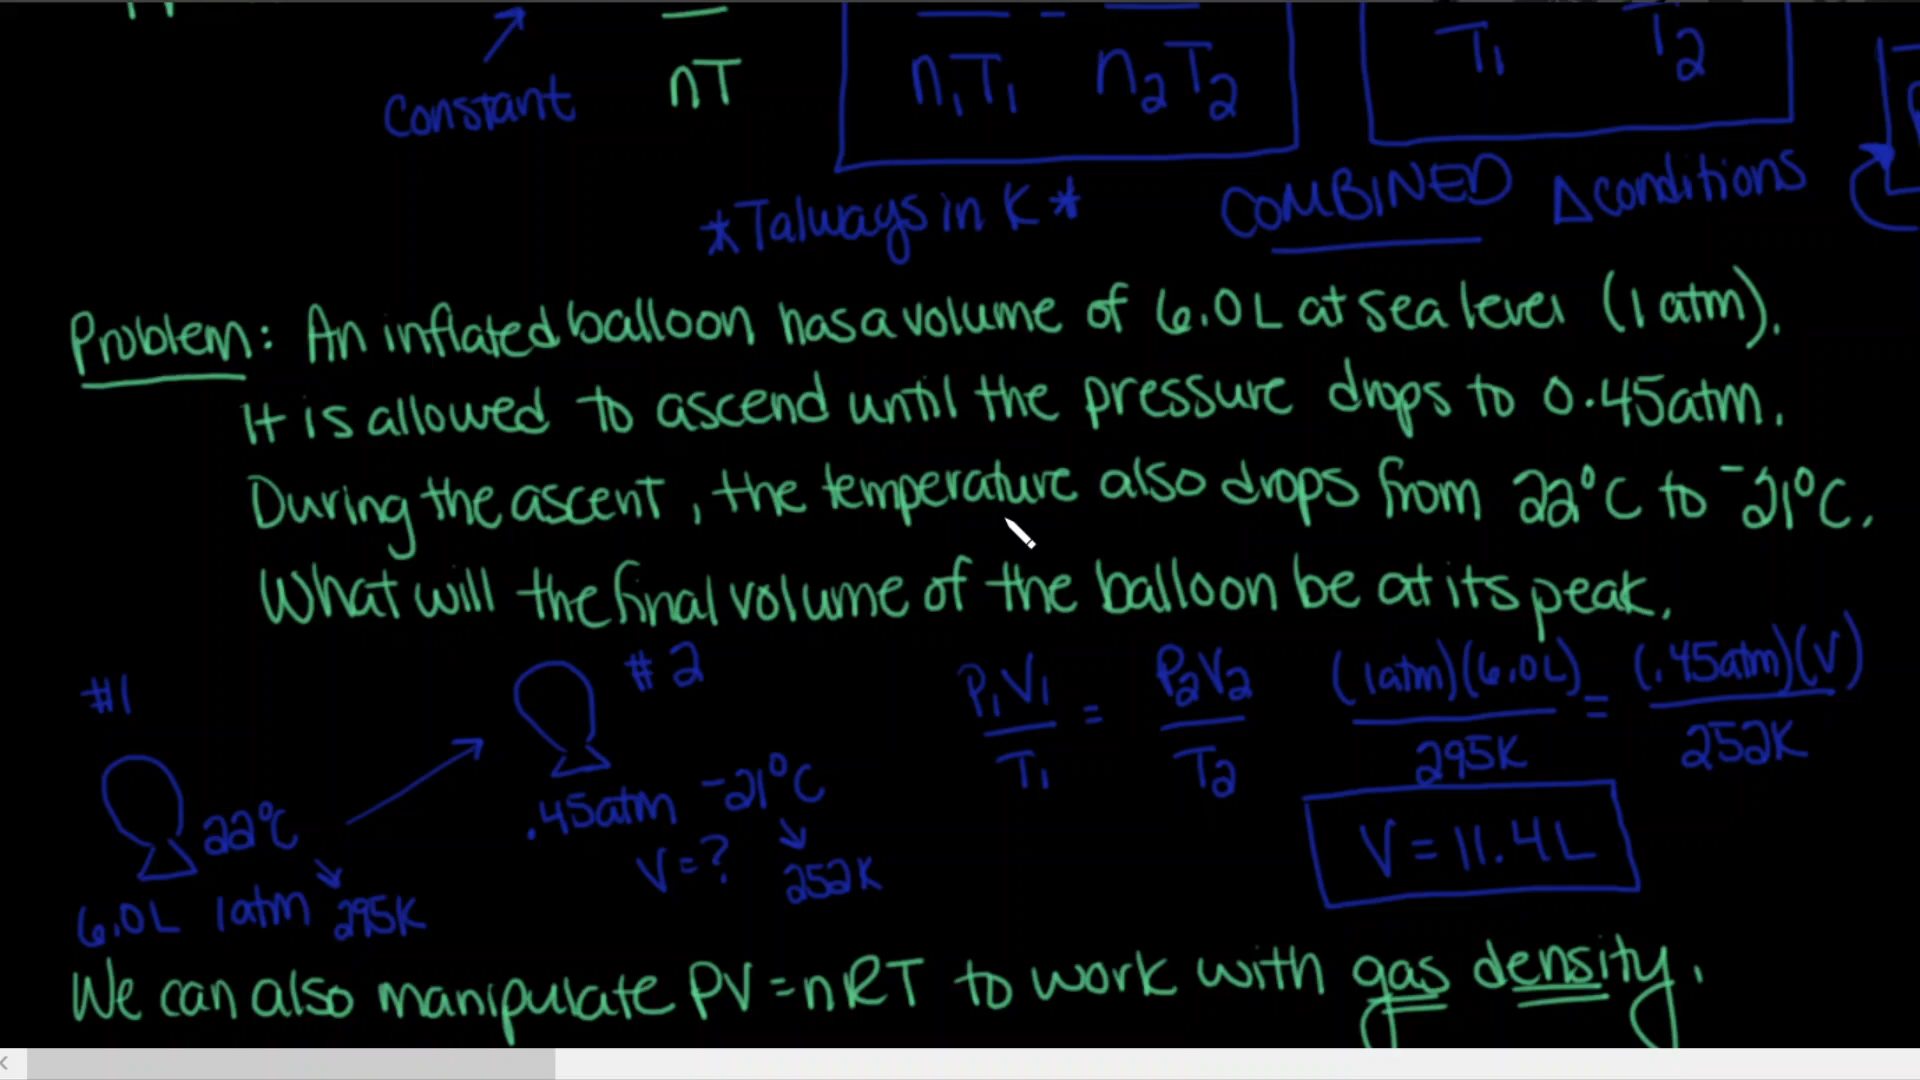 Constant
nT
n₁T₁ n₂T₂
T₁ T₂
*T always in K*
COMBINED Δ conditions
Problem: An inflated balloon has a volume of 6.0L at sea level (1 atm).
It is allowed to ascend until the pressure drops to 0.45atm.
During the ascent, the temperature also drops from 22°C to -21°C.
What will the final volume of the balloon be at its peak.
#1
#2
22°C
6.0L 1atm 295K
.45atm -21°C
V=? 252K
P₁V₁ = P₂V₂ (1atm)(6.0L) = (.45atm)(V)
T₁ T₂ 295K 252K
V = 11.4L
We can also manipulate PV=nRT to work with gas density.